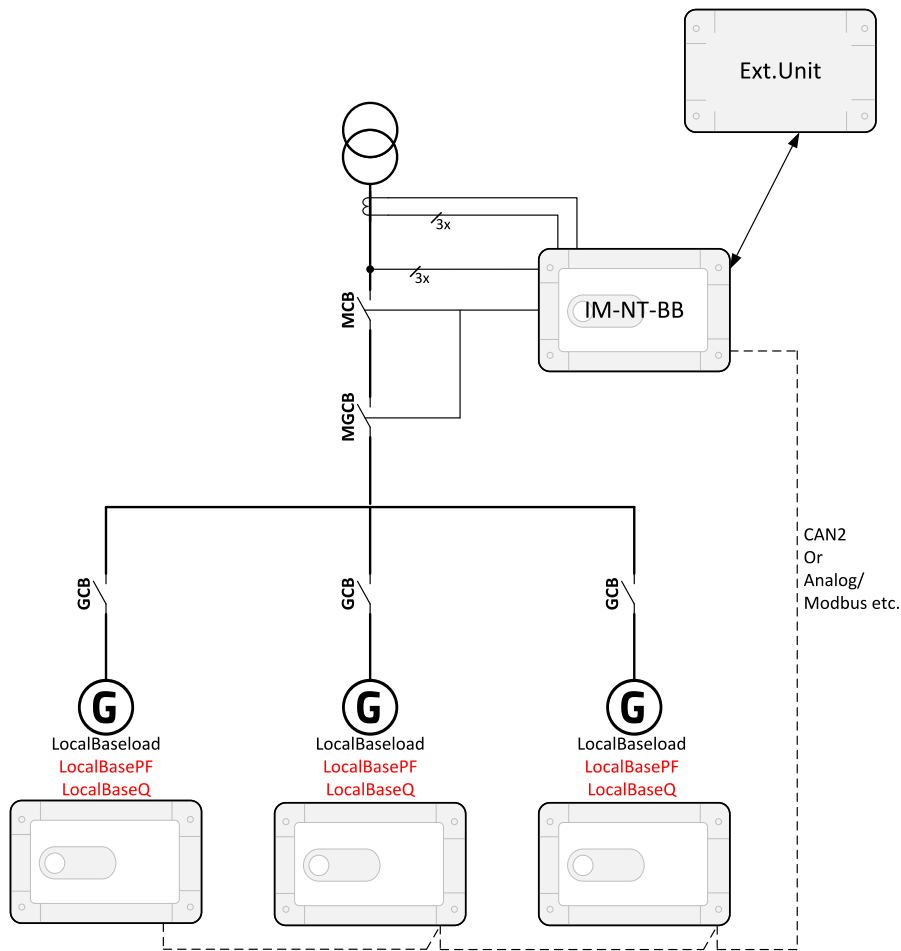 Ext.Unit
3x
3x
IM-NT-BB
MCB
MGCB
CAN2
Or
Analog/
Modbus etc.
GCB
GCB
GCB
G
G
G
LocalBaseload
LocalBasePF
LocalBaseQ
LocalBaseload
LocalBasePF
LocalBaseQ
LocalBaseload
LocalBasePF
LocalBaseQ